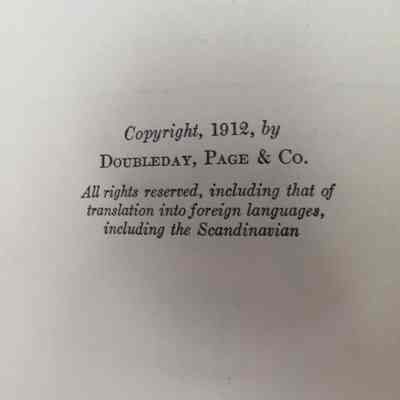 Copyright, 1912, by
Doubleday, Page & Co.
All rights reserved, including that of
translation into foreign languages,
including the Scandinavian